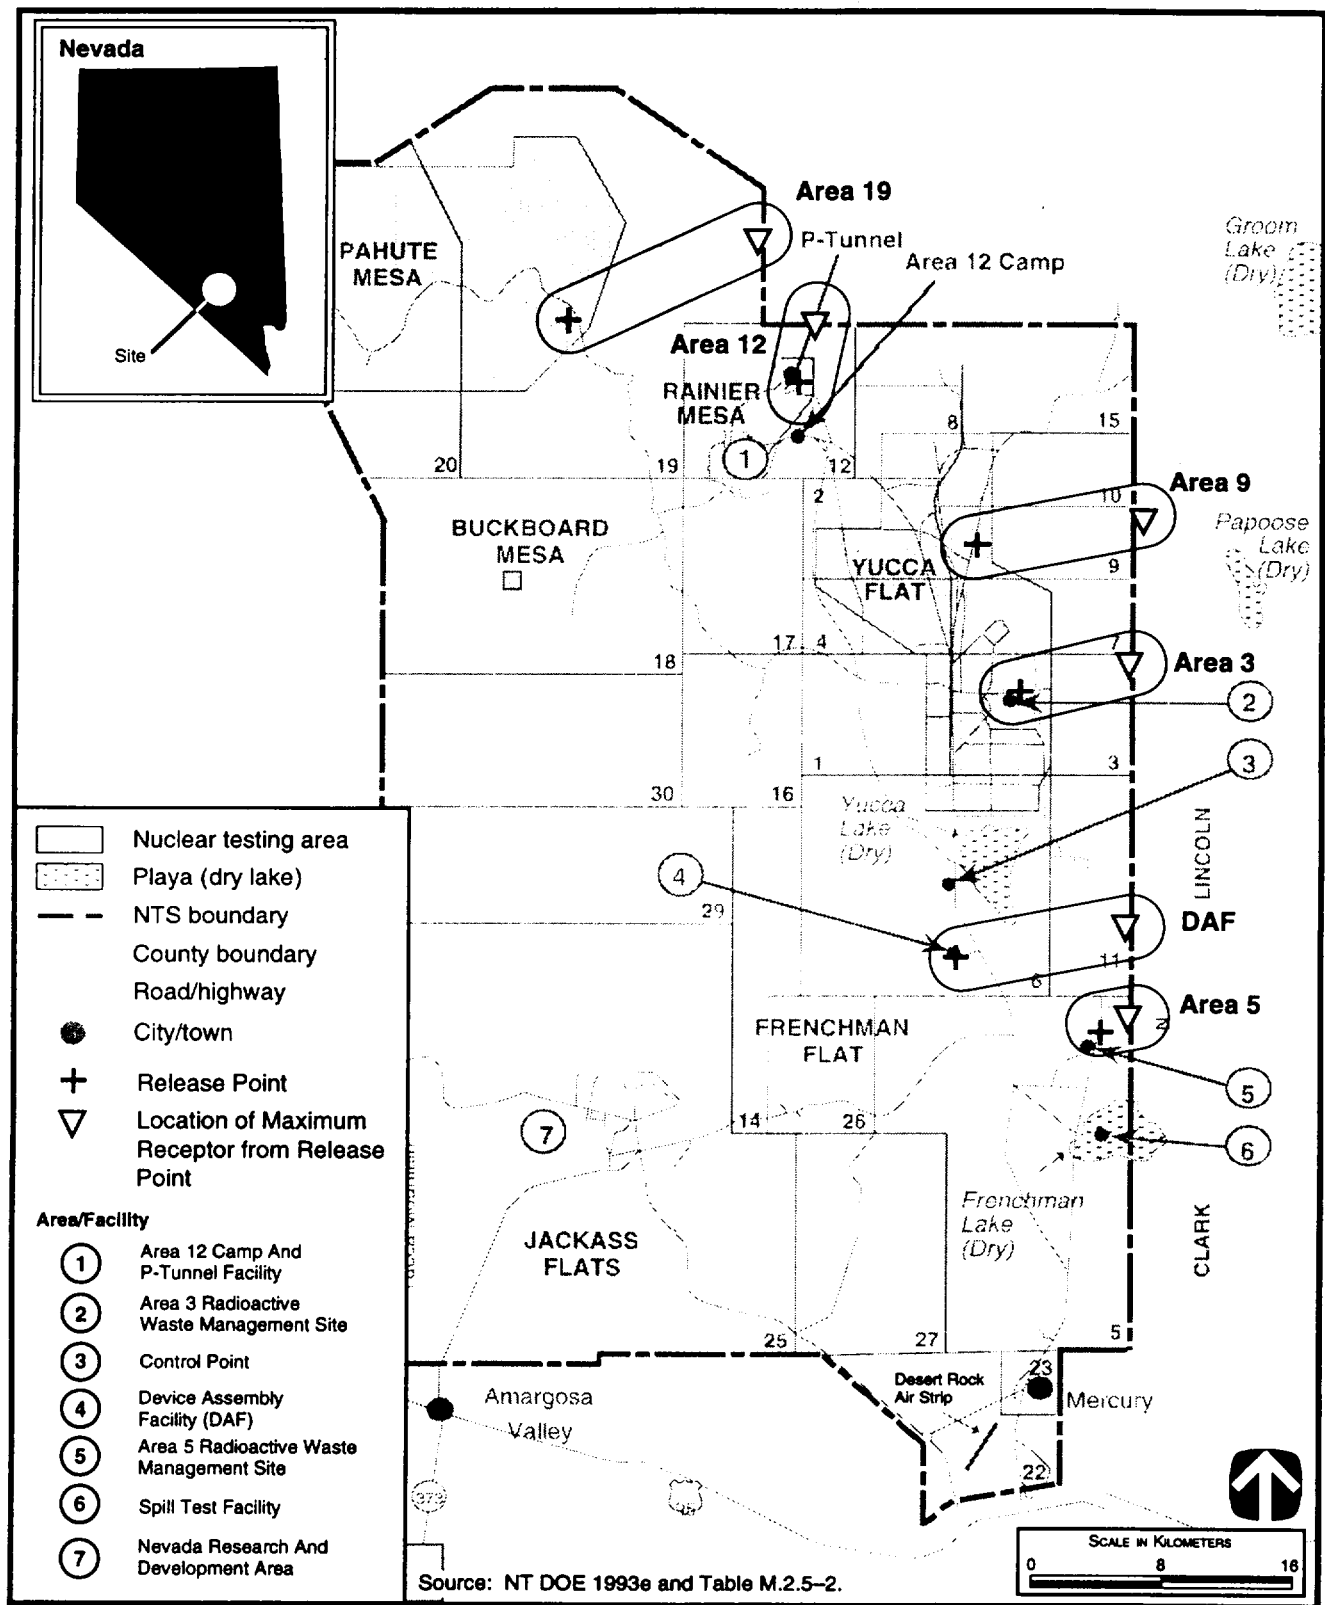 Nevada
Site
Area 19
P-Tunnel
Area 12 Camp
Groom
Lake
(Dry)
PAHUTE
MESA
Area 12
RAINIER
MESA
8
15
20
19
1
12
2
10
Area 9
Papoose
Lake
(Dry)
BUCKBOARD
MESA
YUCCA
FLAT
9
17
4
7
18
Area 3
2
3
1
3
30
16
Yucca
Lake
(Dry)
LINCOLN
4
29
DAF
11
6
Area 5
FRENCHMAN
FLAT
5
14
26
7
6
Frenchman
Lake
(Dry)
JACKASS
FLATS
CLARK
25
27
5
23
Desert Rock
Air Strip
Mercury
Amargosa
Valley
22
373
95
Nuclear testing area
Playa (dry lake)
NTS boundary
County boundary
Road/highway
City/town
Release Point
Location of Maximum
Receptor from Release
Point
Area/Facility
1 Area 12 Camp And
P-Tunnel Facility
2 Area 3 Radioactive
Waste Management Site
3 Control Point
4 Device Assembly
Facility (DAF)
5 Area 5 Radioactive Waste
Management Site
6 Spill Test Facility
7 Nevada Research And
Development Area
SCALE IN KILOMETERS
0 8 16
Source: NT DOE 1993e and Table M.2.5–2.